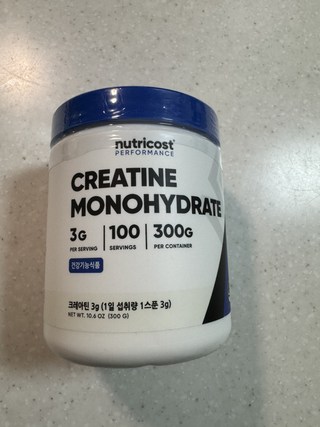 nutricost®
PERFORMANCE
CREATINE
MONOHYDRATE
3G 100 300G
PER SERVING SERVINGS PER CONTAINER
건강기능식품
크레아틴 3g (1일 섭취량 1스푼 3g)
NET WT. 10.6 OZ (300 G)